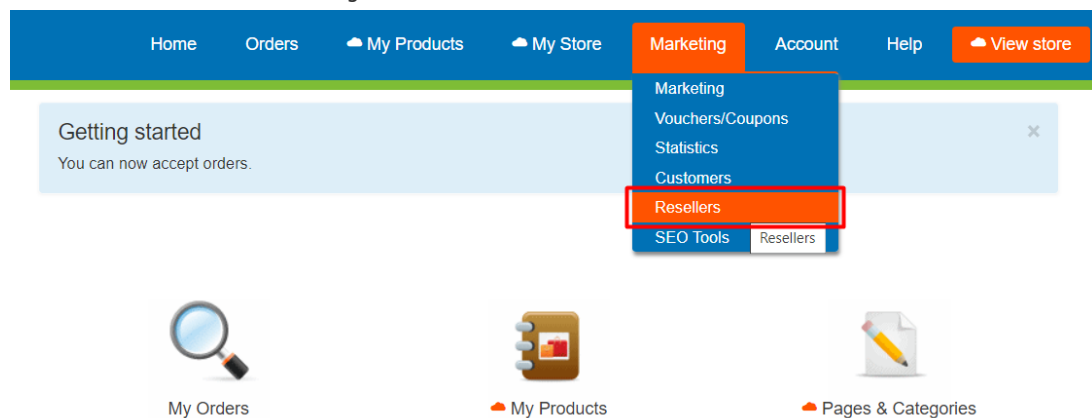 Home Orders My Products My Store Marketing Account Help View store
Marketing
Vouchers/Coupons
Statistics
Customers
Resellers
SEO Tools Resellers
Getting started ×
You can now accept orders.
My Orders My Products Pages & Categories